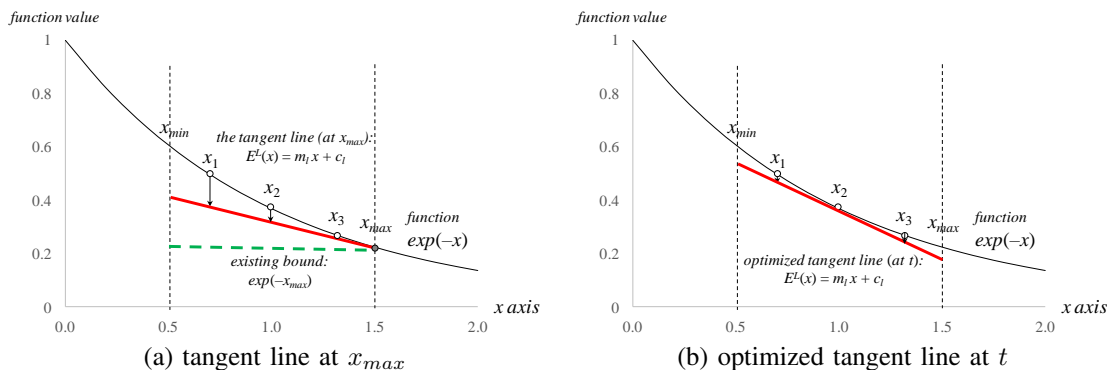 function value
1
0.8
0.6
0.4
0.2
0
0.0
0.5
1.0
1.5
2.0
x axis
x_min
the tangent line (at x_max):
E^L(x) = m_l x + c_l
x_1
x_2
x_3
x_max
function
exp(–x)
existing bound:
exp(–x_max)
(a) tangent line at x_max
function value
1
0.8
0.6
0.4
0.2
0
0.0
0.5
1.0
1.5
2.0
x axis
x_min
x_1
x_2
x_3
x_max
function
exp(–x)
optimized tangent line (at t):
E^L(x) = m_l x + c_l
(b) optimized tangent line at t